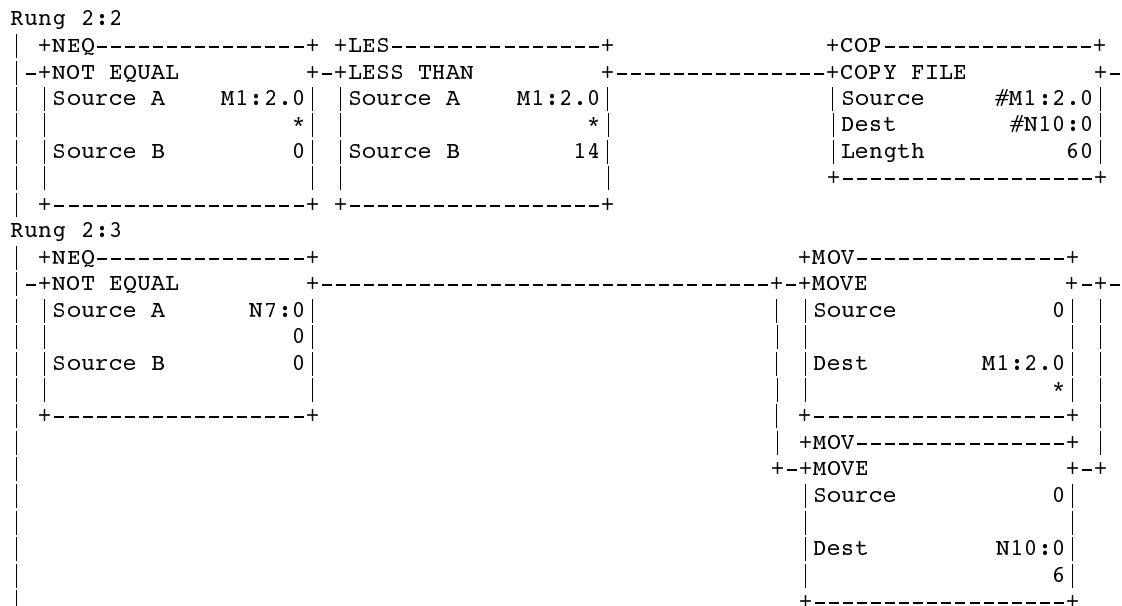 Rung 2:2
| +NEQ---------------+ +LES---------------+                +COP---------------+
|-+NOT EQUAL         +-+LESS THAN         +---------------+COPY FILE         +-
| |Source A    M1:2.0| |Source A    M1:2.0|                |Source     #M1:2.0|
| |                 *| |                 *|                |Dest        #N10:0|
| |Source B         0| |Source B        14|                |Length          60|
| |                  | |                  |                +------------------+
| +------------------+ +------------------+
Rung 2:3
| +NEQ---------------+                                   +MOV---------------+
|-+NOT EQUAL         +---------------------------------+-+MOVE              +-+-
| |Source A      N7:0|                                 | |Source           0| |
| |                 0|                                 | |                  | |
| |Source B         0|                                 | |Dest        M1:2.0| |
| |                  |                                 | |                 *| |
| +------------------+                                 | +------------------+ |
|                                                      | +MOV---------------+ |
|                                                      +-+MOVE              +-+
|                                                        |Source           0|
|                                                        |                  |
|                                                        |Dest         N10:0|
|                                                        |                 6|
|                                                        +------------------+